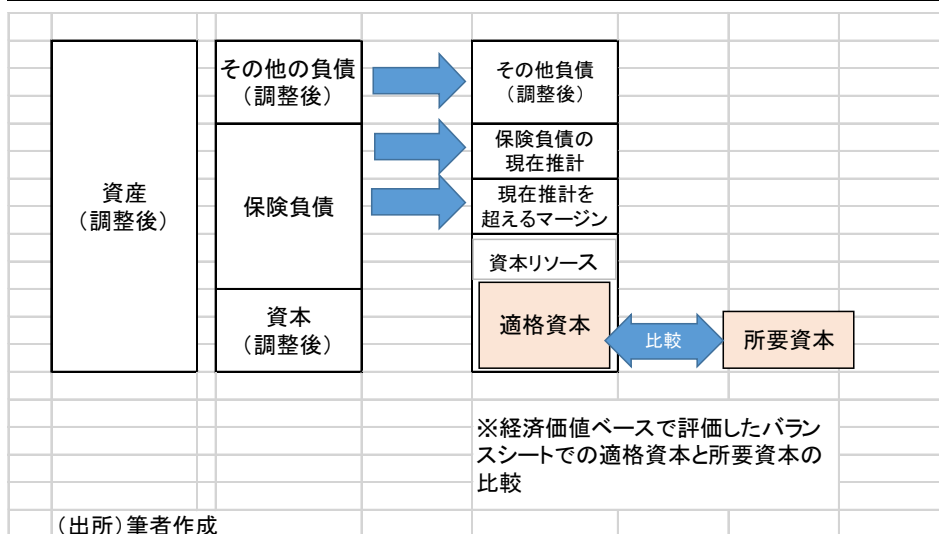 資産
（調整後）
その他の負債
（調整後）
保険負債
資本
（調整後）
その他負債
（調整後）
保険負債の
現在推計
現在推計を
超えるマージン
資本リソース
適格資本
比較
所要資本
※経済価値ベースで評価したバラン
スシートでの適格資本と所要資本の
比較
（出所）筆者作成